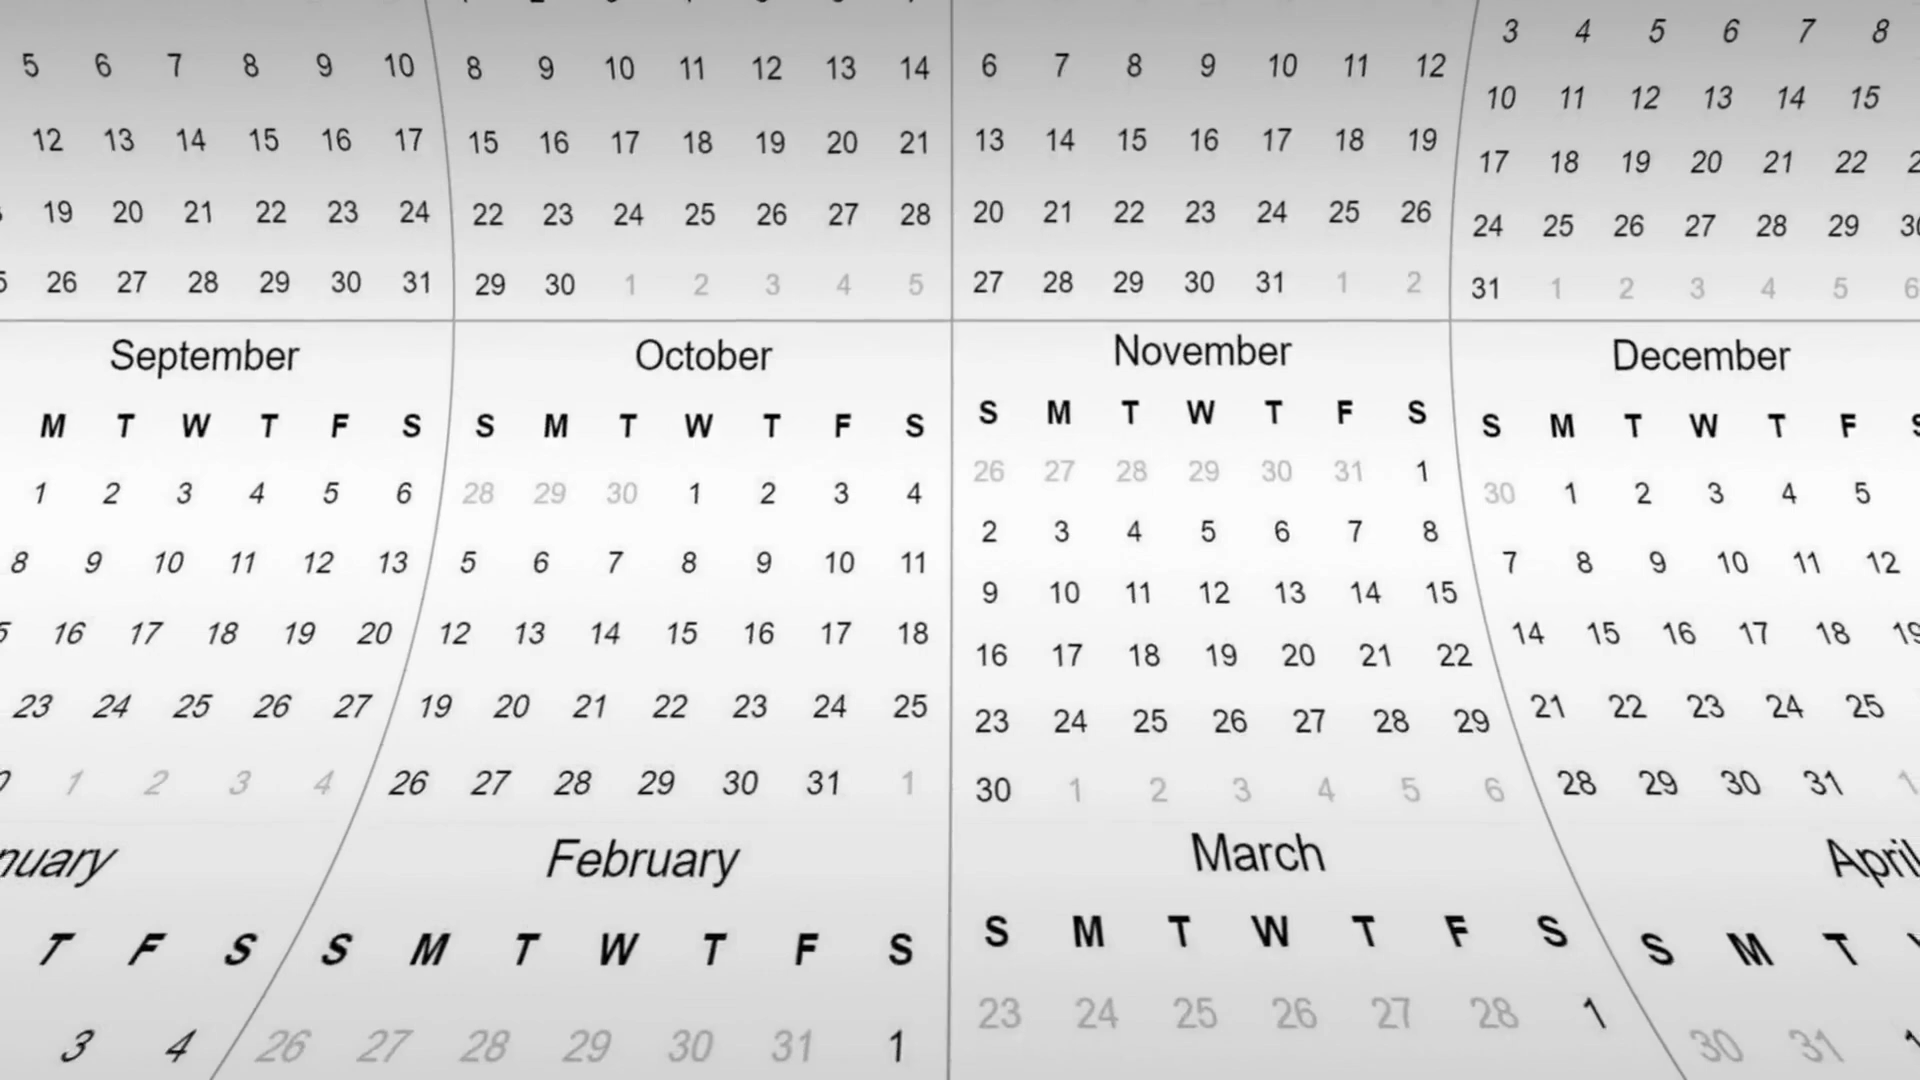 5 6 7 8 9 10
12 13 14 15 16 17
19 20 21 22 23 24
26 27 28 29 30 31
8 9 10 11 12 13 14
15 16 17 18 19 20 21
22 23 24 25 26 27 28
29 30 1 2 3 4 5
6 7 8 9 10 11 12
13 14 15 16 17 18 19
20 21 22 23 24 25 26
27 28 29 30 31 1 2
3 4 5 6 7 8
10 11 12 13 14 15
17 18 19 20 21 22
24 25 26 27 28 29 30
31 1 2 3 4 5 6
September
M T W T F S
1 2 3 4 5 6
8 9 10 11 12 13
16 17 18 19 20
23 24 25 26 27
1 2 3 4
October
S M T W T F S
28 29 30 1 2 3 4
5 6 7 8 9 10 11
12 13 14 15 16 17 18
19 20 21 22 23 24 25
26 27 28 29 30 31 1
November
S M T W T F S
26 27 28 29 30 31 1
2 3 4 5 6 7 8
9 10 11 12 13 14 15
16 17 18 19 20 21 22
23 24 25 26 27 28 29
30 1 2 3 4 5 6
December
S M T W T F S
30 1 2 3 4 5
7 8 9 10 11 12
14 15 16 17 18 19
21 22 23 24 25
28 29 30 31 1
nuary
T F S
3 4
February
S M T W T F S
26 27 28 29 30 31 1
March
S M T W T F S
23 24 25 26 27 28 1
April
S M T
30 31 1